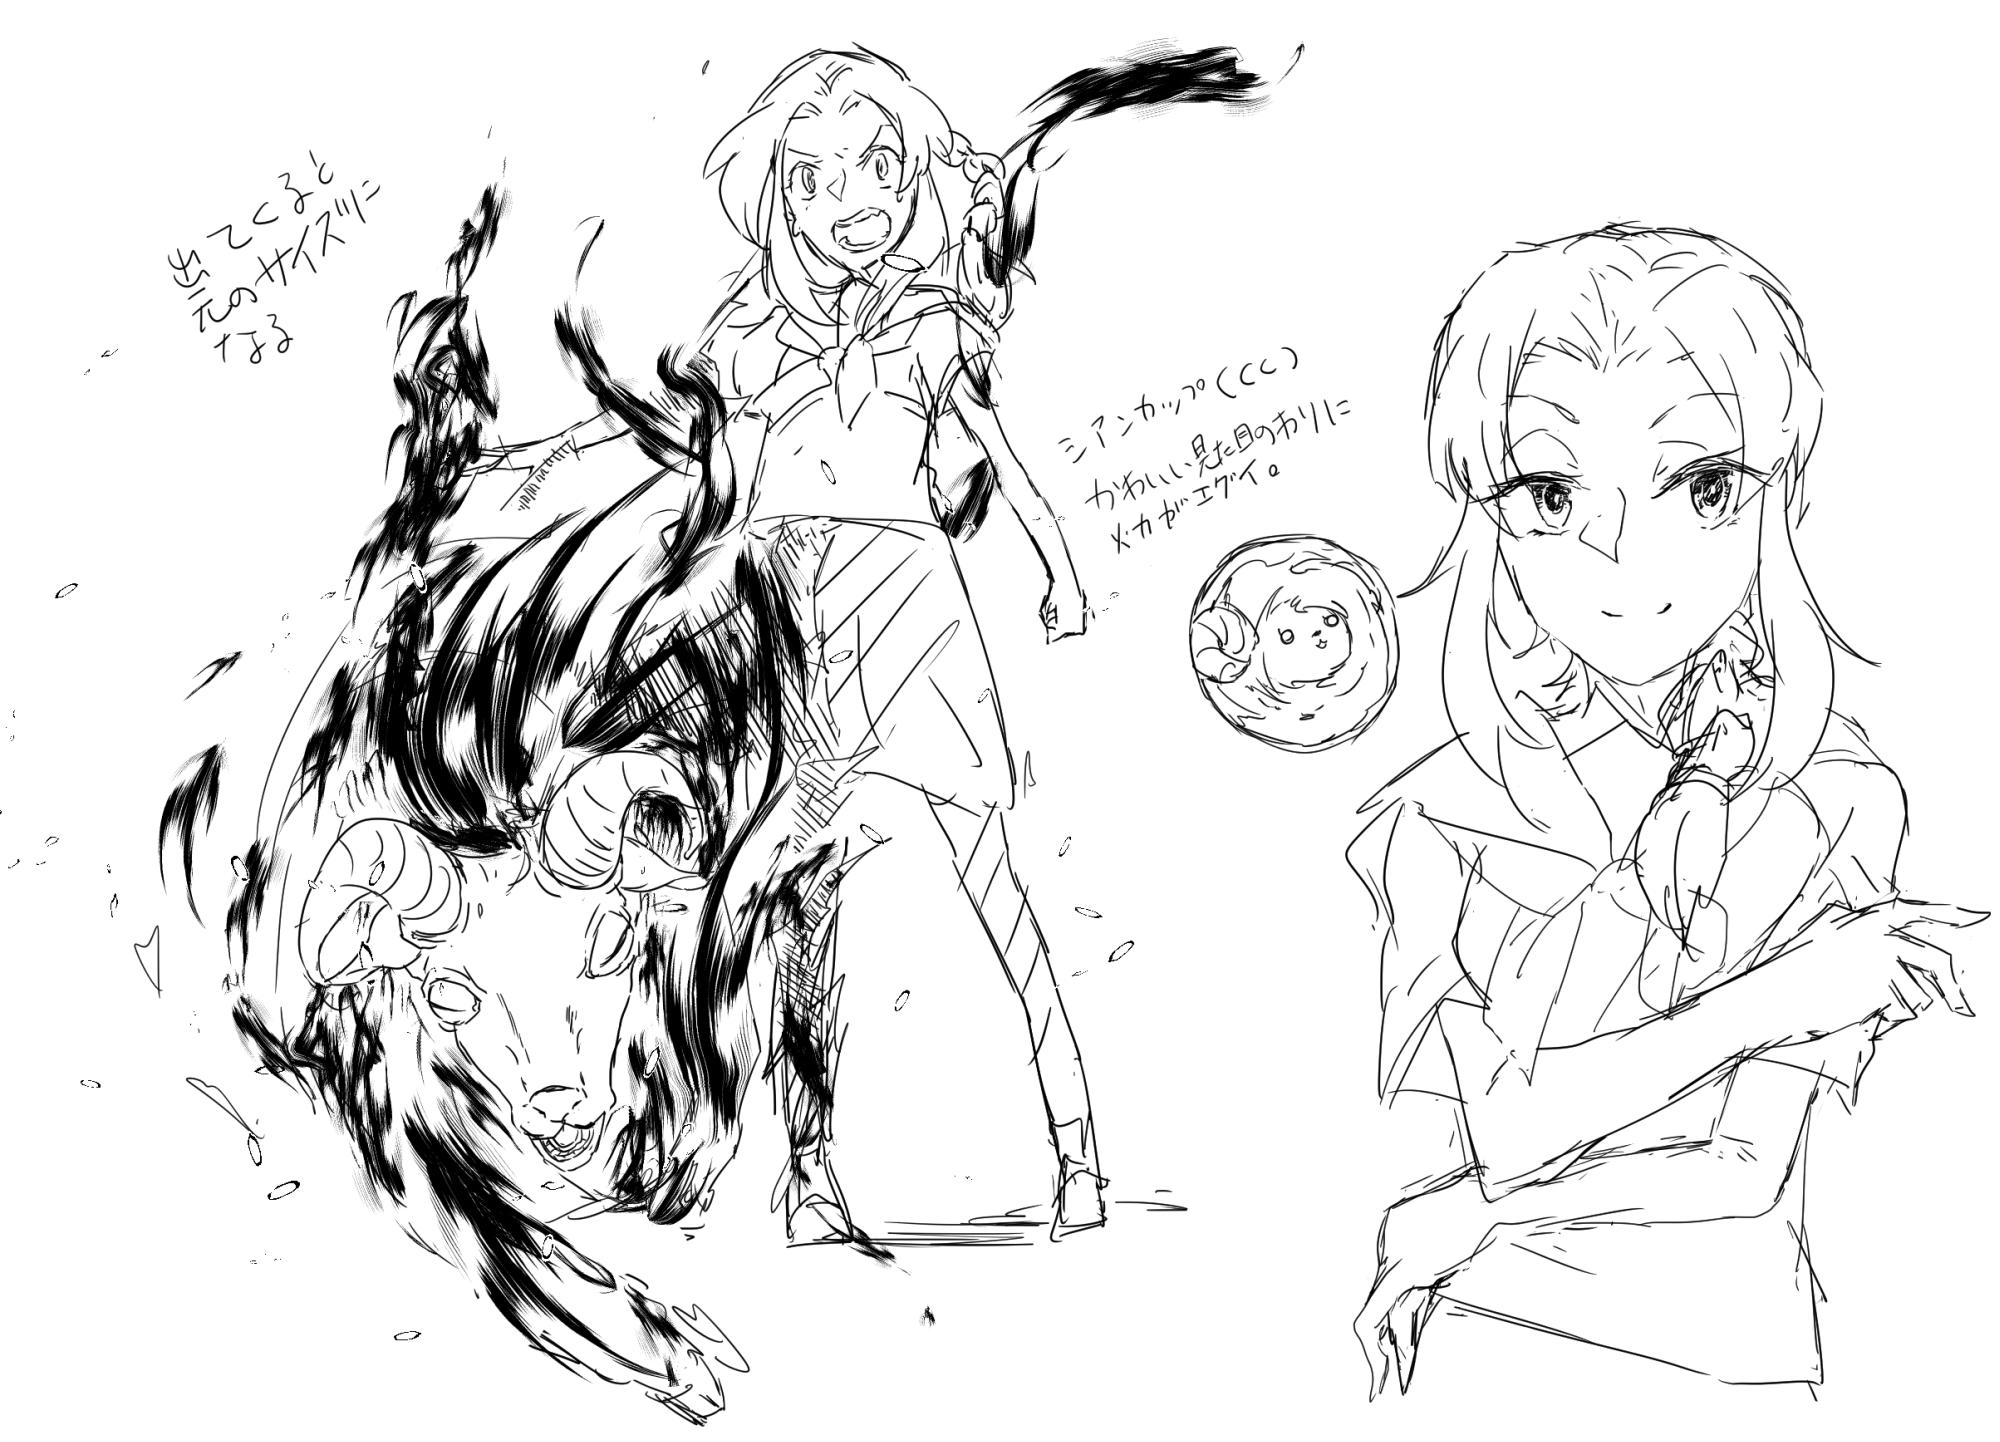 出てくると
元のサイズに
なる
シアンカップ(CCC)
かわいい見た目のわりに
火力がエグイ。